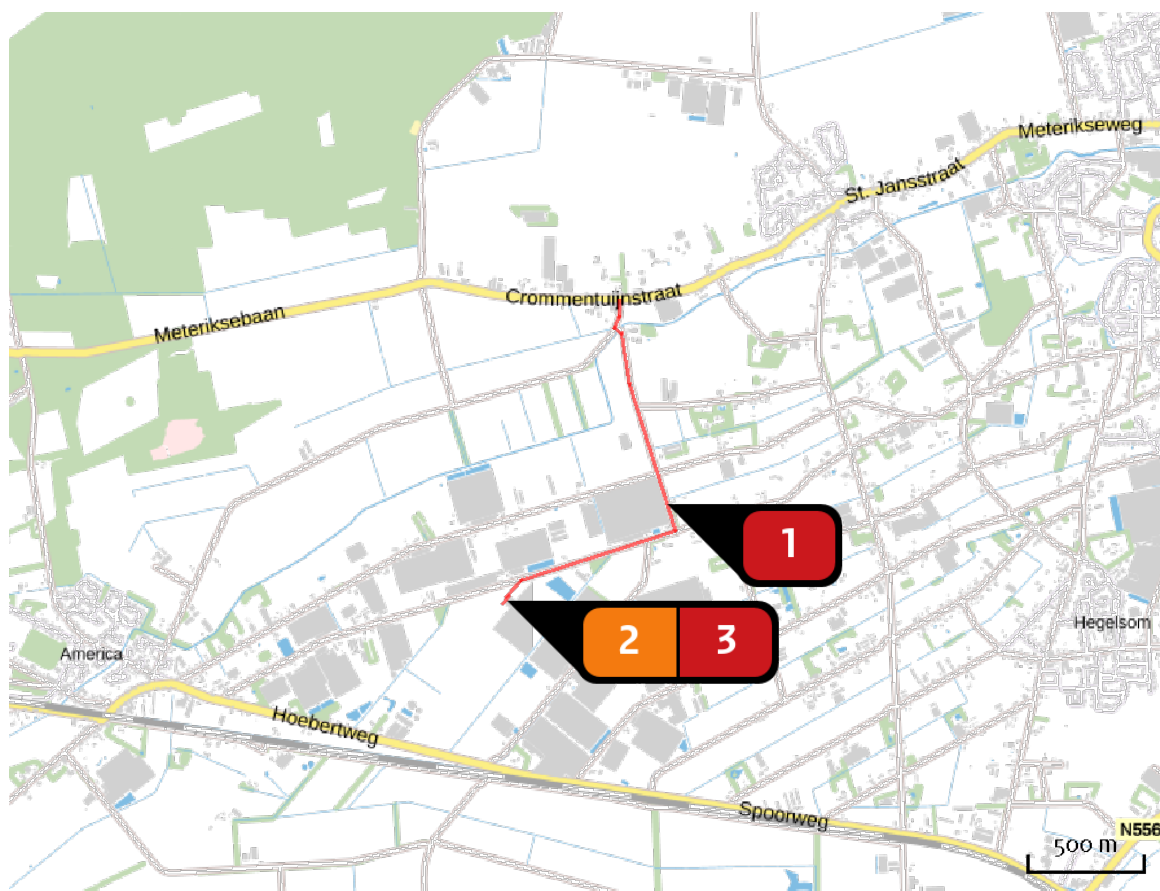 Meterikseweg
St. Jansstraat
Crommentuijnstraat
Meteriksebaan
1
2
3
Hegelsom
America
Hoebertweg
Spoorweg
N556
500 m